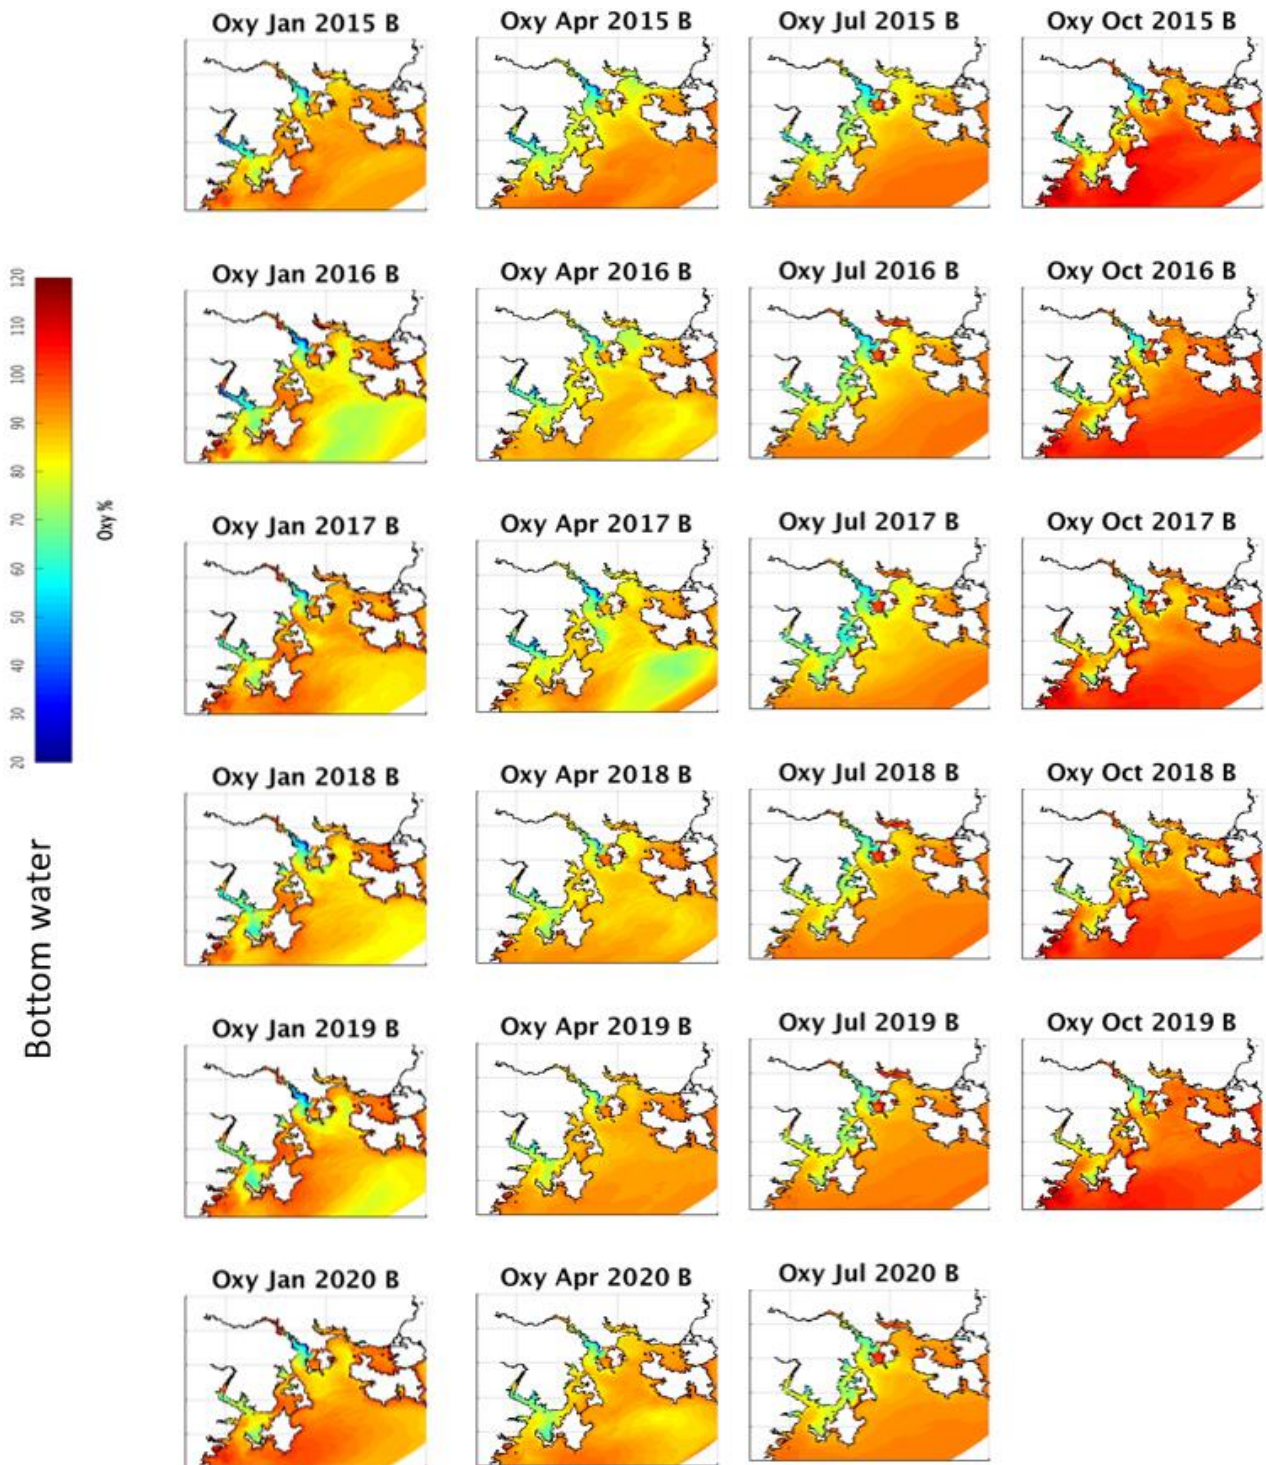 Oxy Jan 2015 B Oxy Apr 2015 B Oxy Jul 2015 B Oxy Oct 2015 B
Oxy Jan 2016 B Oxy Apr 2016 B Oxy Jul 2016 B Oxy Oct 2016 B
Oxy Jan 2017 B Oxy Apr 2017 B Oxy Jul 2017 B Oxy Oct 2017 B
Oxy Jan 2018 B Oxy Apr 2018 B Oxy Jul 2018 B Oxy Oct 2018 B
Oxy Jan 2019 B Oxy Apr 2019 B Oxy Jul 2019 B Oxy Oct 2019 B
Oxy Jan 2020 B Oxy Apr 2020 B Oxy Jul 2020 B
20 30 40 50 60 70 80 90 100 110 120
Oxy %
Bottom water